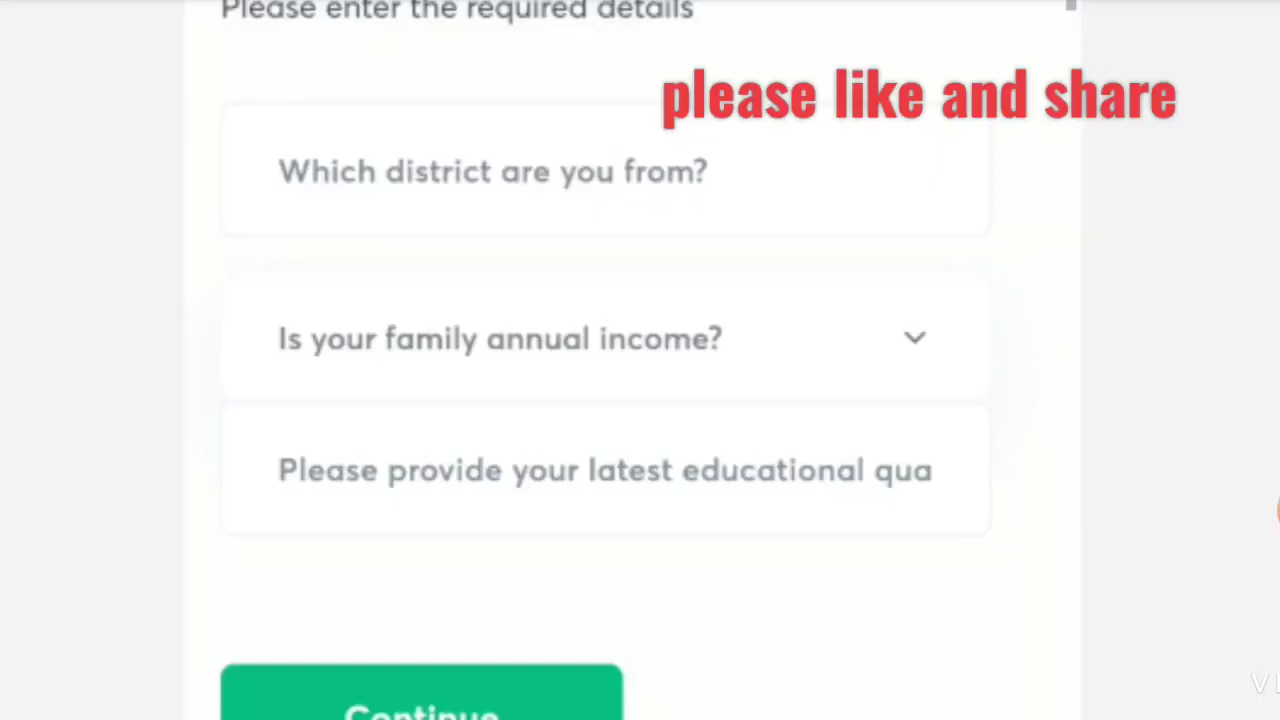 Please enter the required details
please like and share
Which district are you from?
Is your family annual income?
Please provide your latest educational qua
Continue